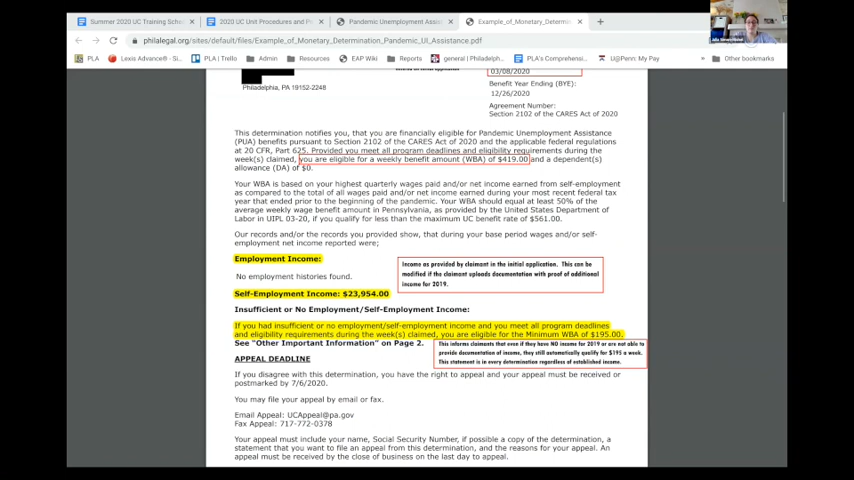 Summer 2020 UC Training Sched
2020 UC Unit Procedures and P
Pandemic Unemployment Assis
Example_of_Monetary_Determin
philalegal.org/sites/default/files/Example_of_Monetary_Determination_Pandemic_UI_Assistance.pdf
PLA
Lexis Advance® - Si
PLA | Trello
Admin
Resources
EAP Wiki
Reports
general | Philadelp
PLA's Comprehensi
U@Penn: My Pay
Other bookmarks
03/08/2020
Philadelphia, PA 19152-2248
Benefit Year Ending (BYE):
12/26/2020
Agreement Number:
Section 2102 of the CARES Act of 2020
This determination notifies you, that you are financially eligible for Pandemic Unemployment Assistance
(PUA) benefits pursuant to Section 2102 of the CARES Act of 2020 and the applicable federal regulations
at 20 CFR, Part 625. Provided you meet all program deadlines and eligibility requirements during the
week(s) claimed, you are eligible for a weekly benefit amount (WBA) of $419.00 and a dependent(s)
allowance (DA) of $0.
Your WBA is based on your highest quarterly wages paid and/or net income earned from self-employment
as compared to the total of all wages paid and/or net income earned during your most recent federal tax
year that ended prior to the beginning of the pandemic. Your WBA should equal at least 50% of the
average weekly wage benefit amount in Pennsylvania, as provided by the United States Department of
Labor in UIPL 03-20, if you qualify for less than the maximum UC benefit rate of $561.00.
Our records and/or the records you provided show, that during your base period wages and/or self-
employment net income reported were;
Employment Income:
Income as provided by claimant in the initial application. This can be
modified if the claimant uploads documentation with proof of additional
income for 2019.
No employment histories found.
Self-Employment Income: $23,954.00
Insufficient or No Employment/Self-Employment Income:
If you had insufficient or no employment/self-employment income and you meet all program deadlines
and eligibility requirements during the week(s) claimed, you are eligible for the Minimum WBA of $195.00.
See "Other Important Information" on Page 2.
This informs claimants that even if they have NO income for 2019 or are not able to
provide documentation of income, they still automatically qualify for $195 a week.
This statement is in every determination regardless of established income.
APPEAL DEADLINE
If you disagree with this determination, you have the right to appeal and your appeal must be received or
postmarked by 7/6/2020.
You may file your appeal by email or fax.
Email Appeal: UCAppeal@pa.gov
Fax Appeal: 717-772-0378
Your appeal must include your name, Social Security Number, if possible a copy of the determination, a
statement that you want to file an appeal from this determination, and the reasons for your appeal. An
appeal must be received by the close of business on the last day to appeal.